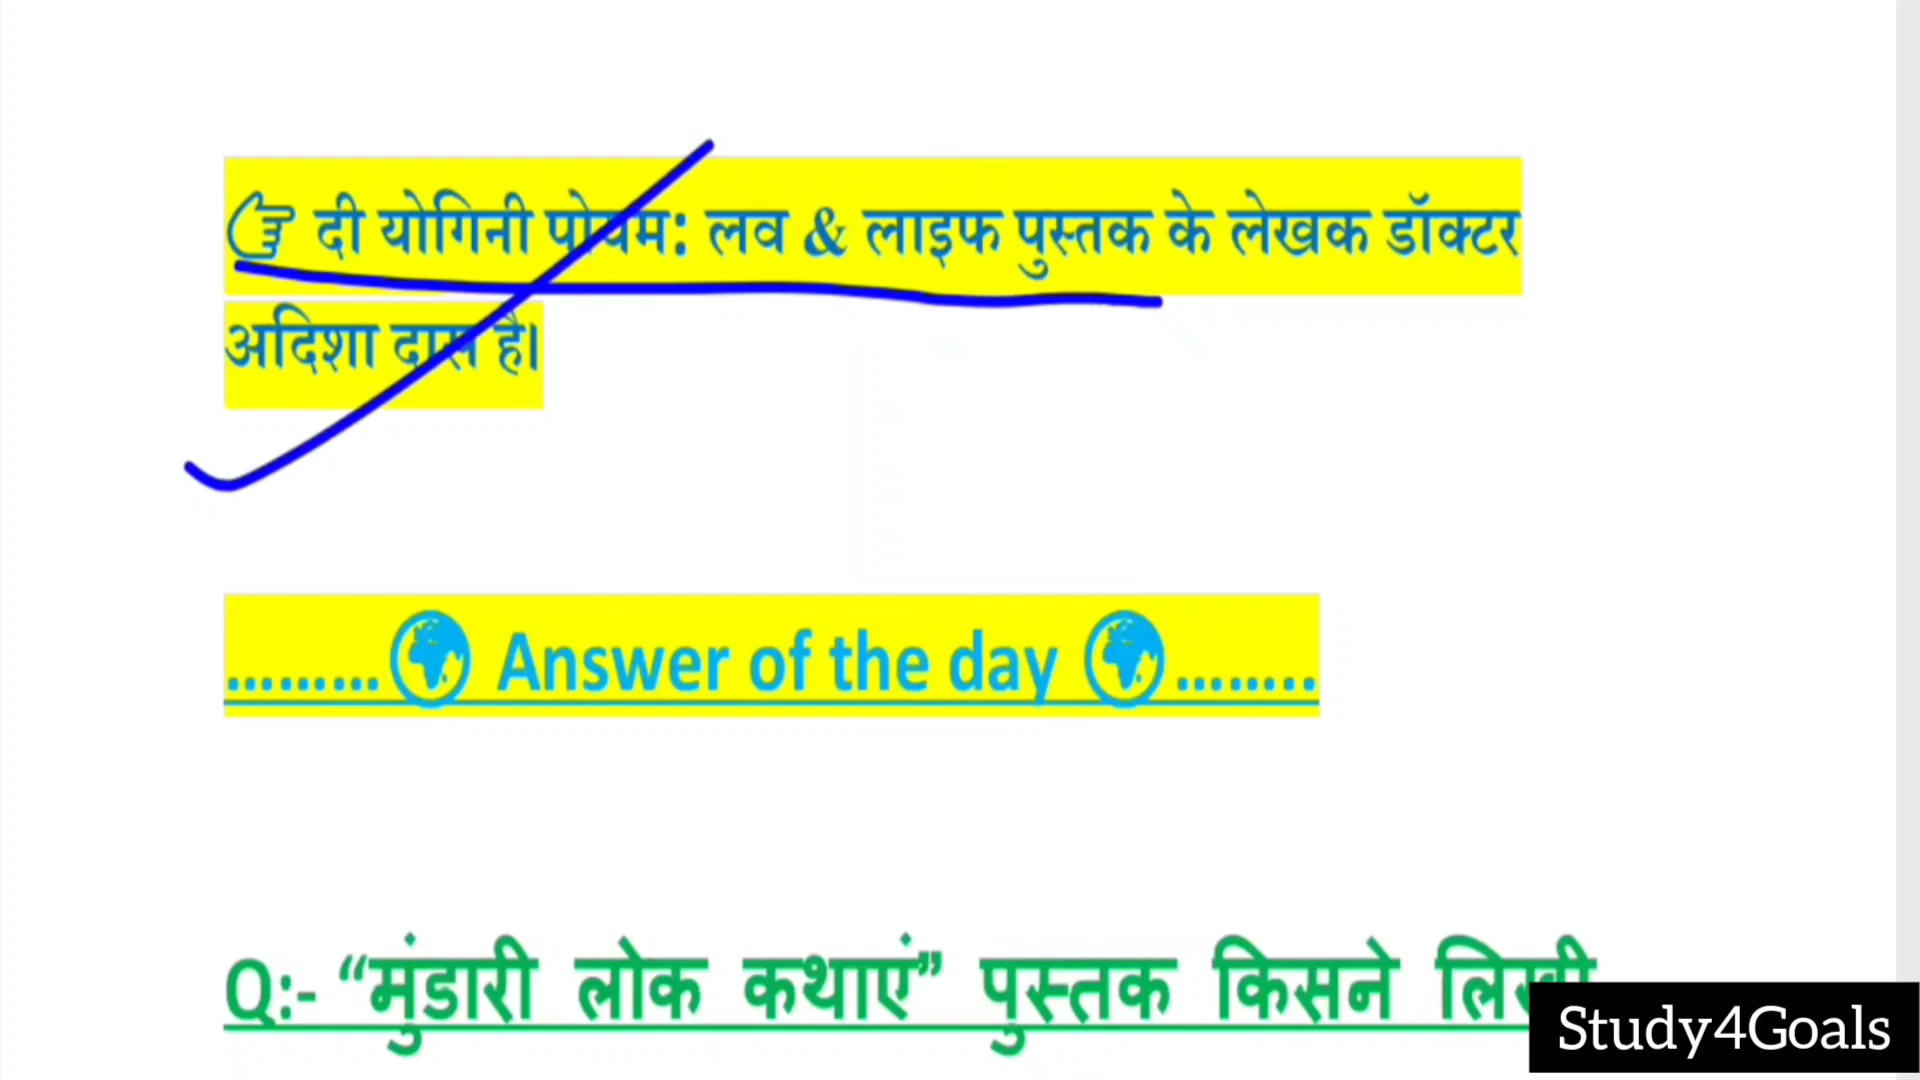 ☞ दी योगिनी पोयम: लव & लाइफ पुस्तक के लेखक डॉक्टर
अदिशा दास है।
.........🌍 Answer of the day 🌍........
Q:- “मुंडारी लोक कथाएं” पुस्तक किसने लिखी
Study4Goals